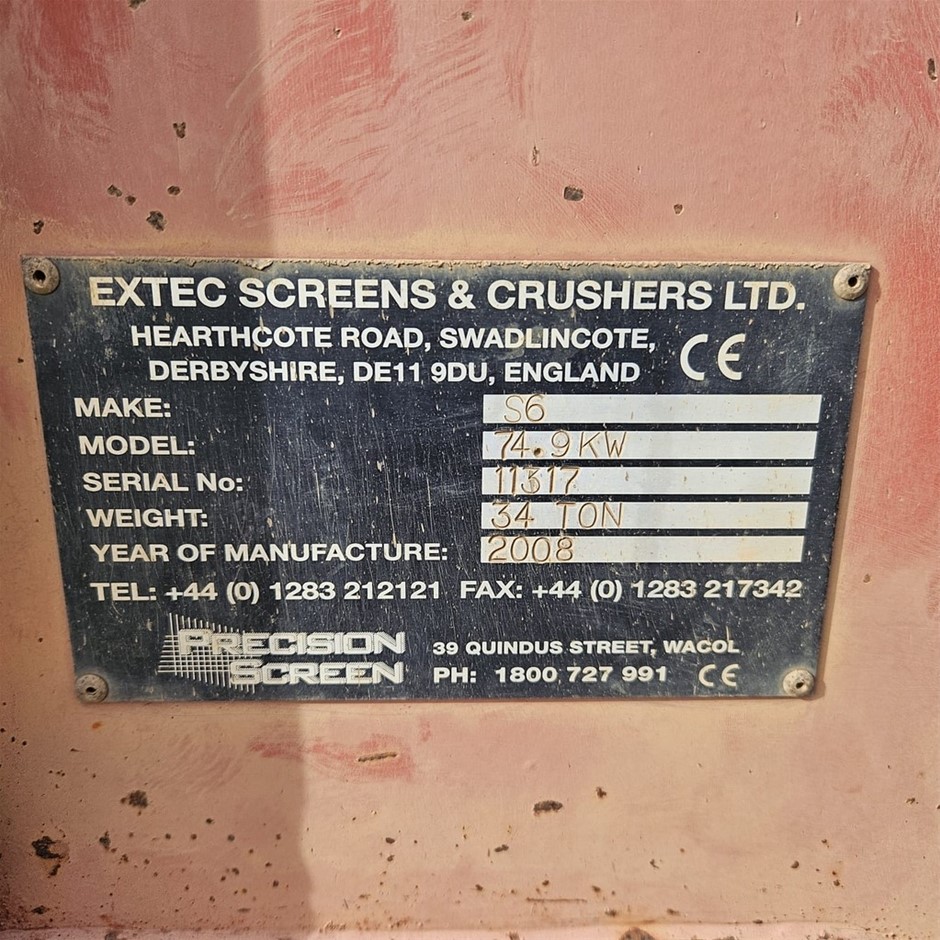 EXTEC SCREENS & CRUSHERS LTD.
HEARTHCOTE ROAD, SWADLINCOTE,
DERBYSHIRE, DE11 9DU, ENGLAND
CE
MAKE: S6
MODEL: 74.9KW
SERIAL No: 11317
WEIGHT: 34 TON
YEAR OF MANUFACTURE: 2008
TEL: +44 (0) 1283 212121 FAX: +44 (0) 1283 217342
PRECISION
SCREEN
39 QUINDUS STREET, WACOL
PH: 1800 727 991 CE